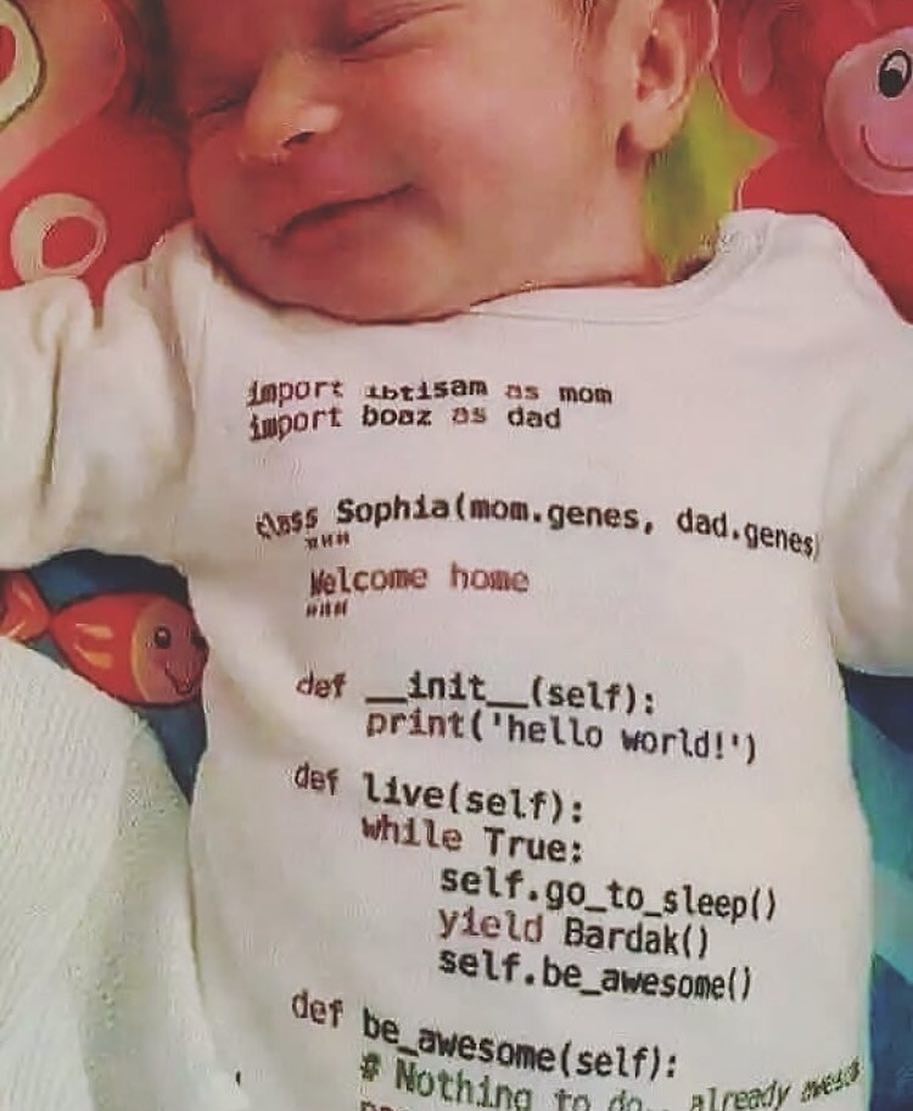 import ibtisam as mom
import boaz as dad
class Sophia(mom.genes, dad.genes)
"""
Welcome home
"""
def __init__(self):
print('hello world!')
def live(self):
while True:
self.go_to_sleep()
yield Bardak()
self.be_awesome()
def be_awesome(self):
# Nothing to do.. already awesome